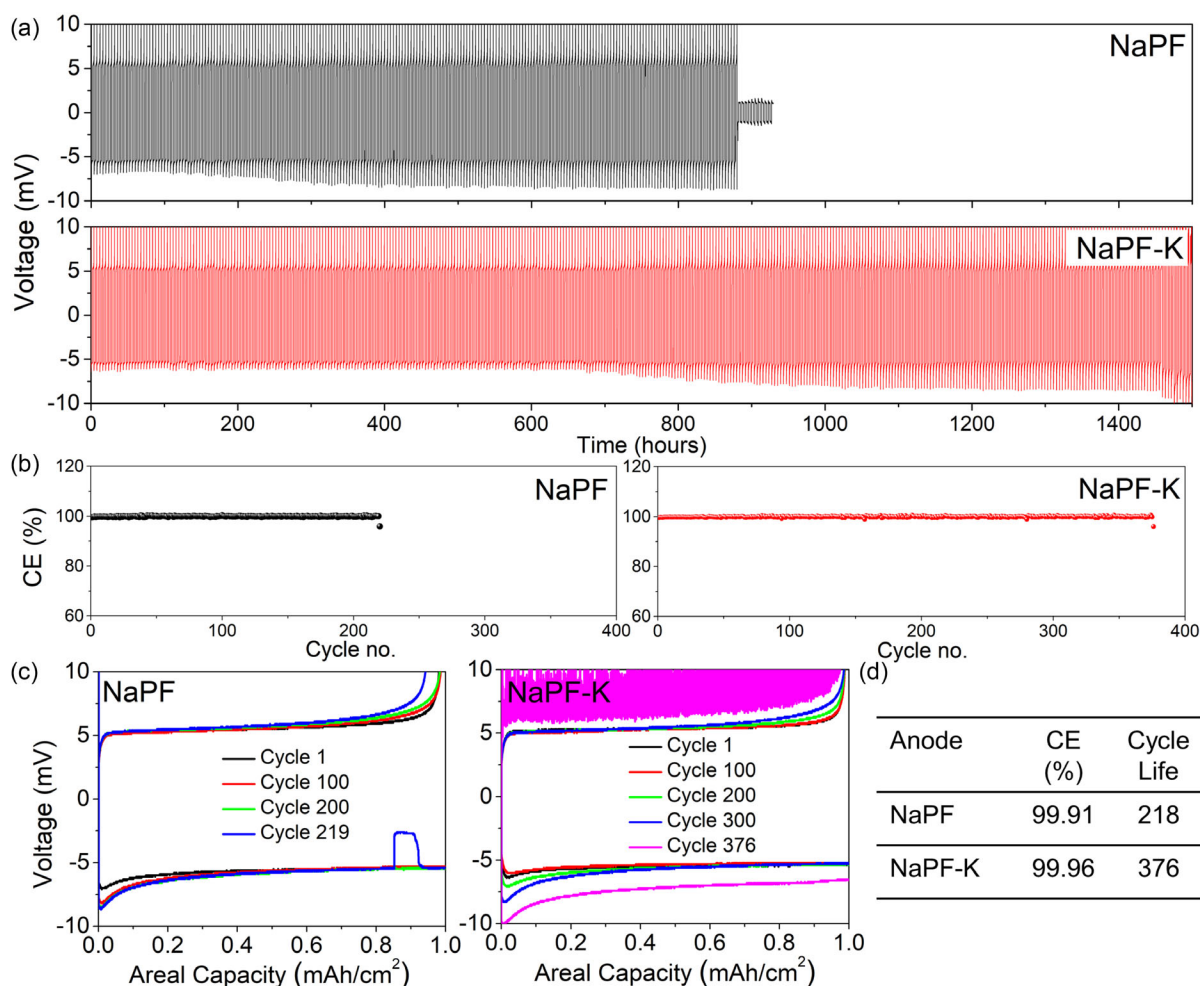 (a)
10
5
0
-5
-10
NaPF
Voltage (mV)
10
5
0
-5
-10
NaPF-K
0 200 400 600 800 1000 1200 1400
Time (hours)
(b)
120
100
80
60
CE (%)
NaPF
0 100 200 300 400
Cycle no.
120
100
80
60
NaPF-K
0 100 200 300 400
Cycle no.
(c)
10
5
0
-5
-10
Voltage (mV)
NaPF
Cycle 1
Cycle 100
Cycle 200
Cycle 219
0.0 0.2 0.4 0.6 0.8 1.0
Areal Capacity (mAh/cm²)
10
5
0
-5
-10
NaPF-K
Cycle 1
Cycle 100
Cycle 200
Cycle 300
Cycle 376
0.0 0.2 0.4 0.6 0.8 1.0
Areal Capacity (mAh/cm²)
(d)
Anode CE Cycle
(%) Life
NaPF 99.91 218
NaPF-K 99.96 376